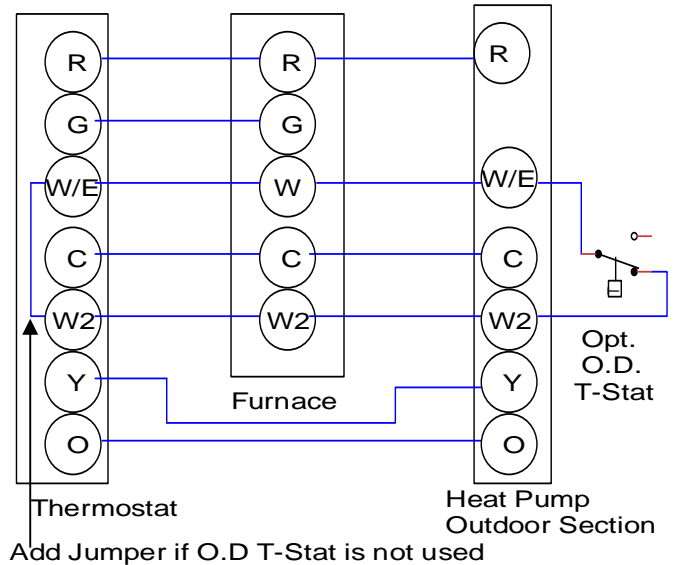 R R R
G G
W/E W W/E
C C C
W2 W2 W2
Opt.
O.D.
T-Stat
Y Y
Furnace
O O
Thermostat
Heat Pump
Outdoor Section
Add Jumper if O.D T-Stat is not used